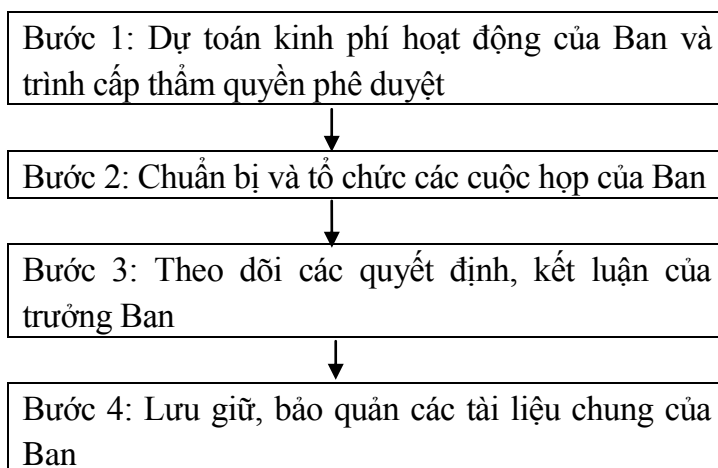 Bước 1: Dự toán kinh phí hoạt động của Ban và
trình cấp thẩm quyền phê duyệt
Bước 2: Chuẩn bị và tổ chức các cuộc họp của Ban
Bước 3: Theo dõi các quyết định, kết luận của
trưởng Ban
Bước 4: Lưu giữ, bảo quản các tài liệu chung của
Ban